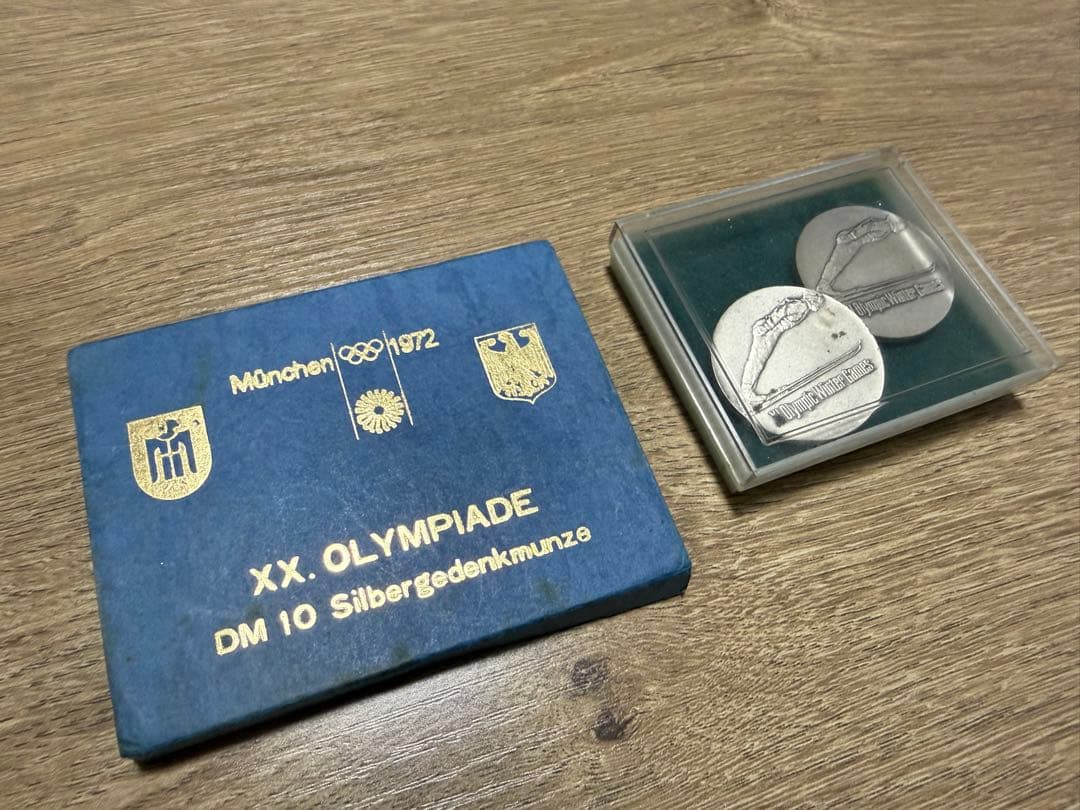 München 1972
XX. OLYMPIADE
DM 10 Silbergedenkmunze
Olympic Winter Games
Olympic Winter Games